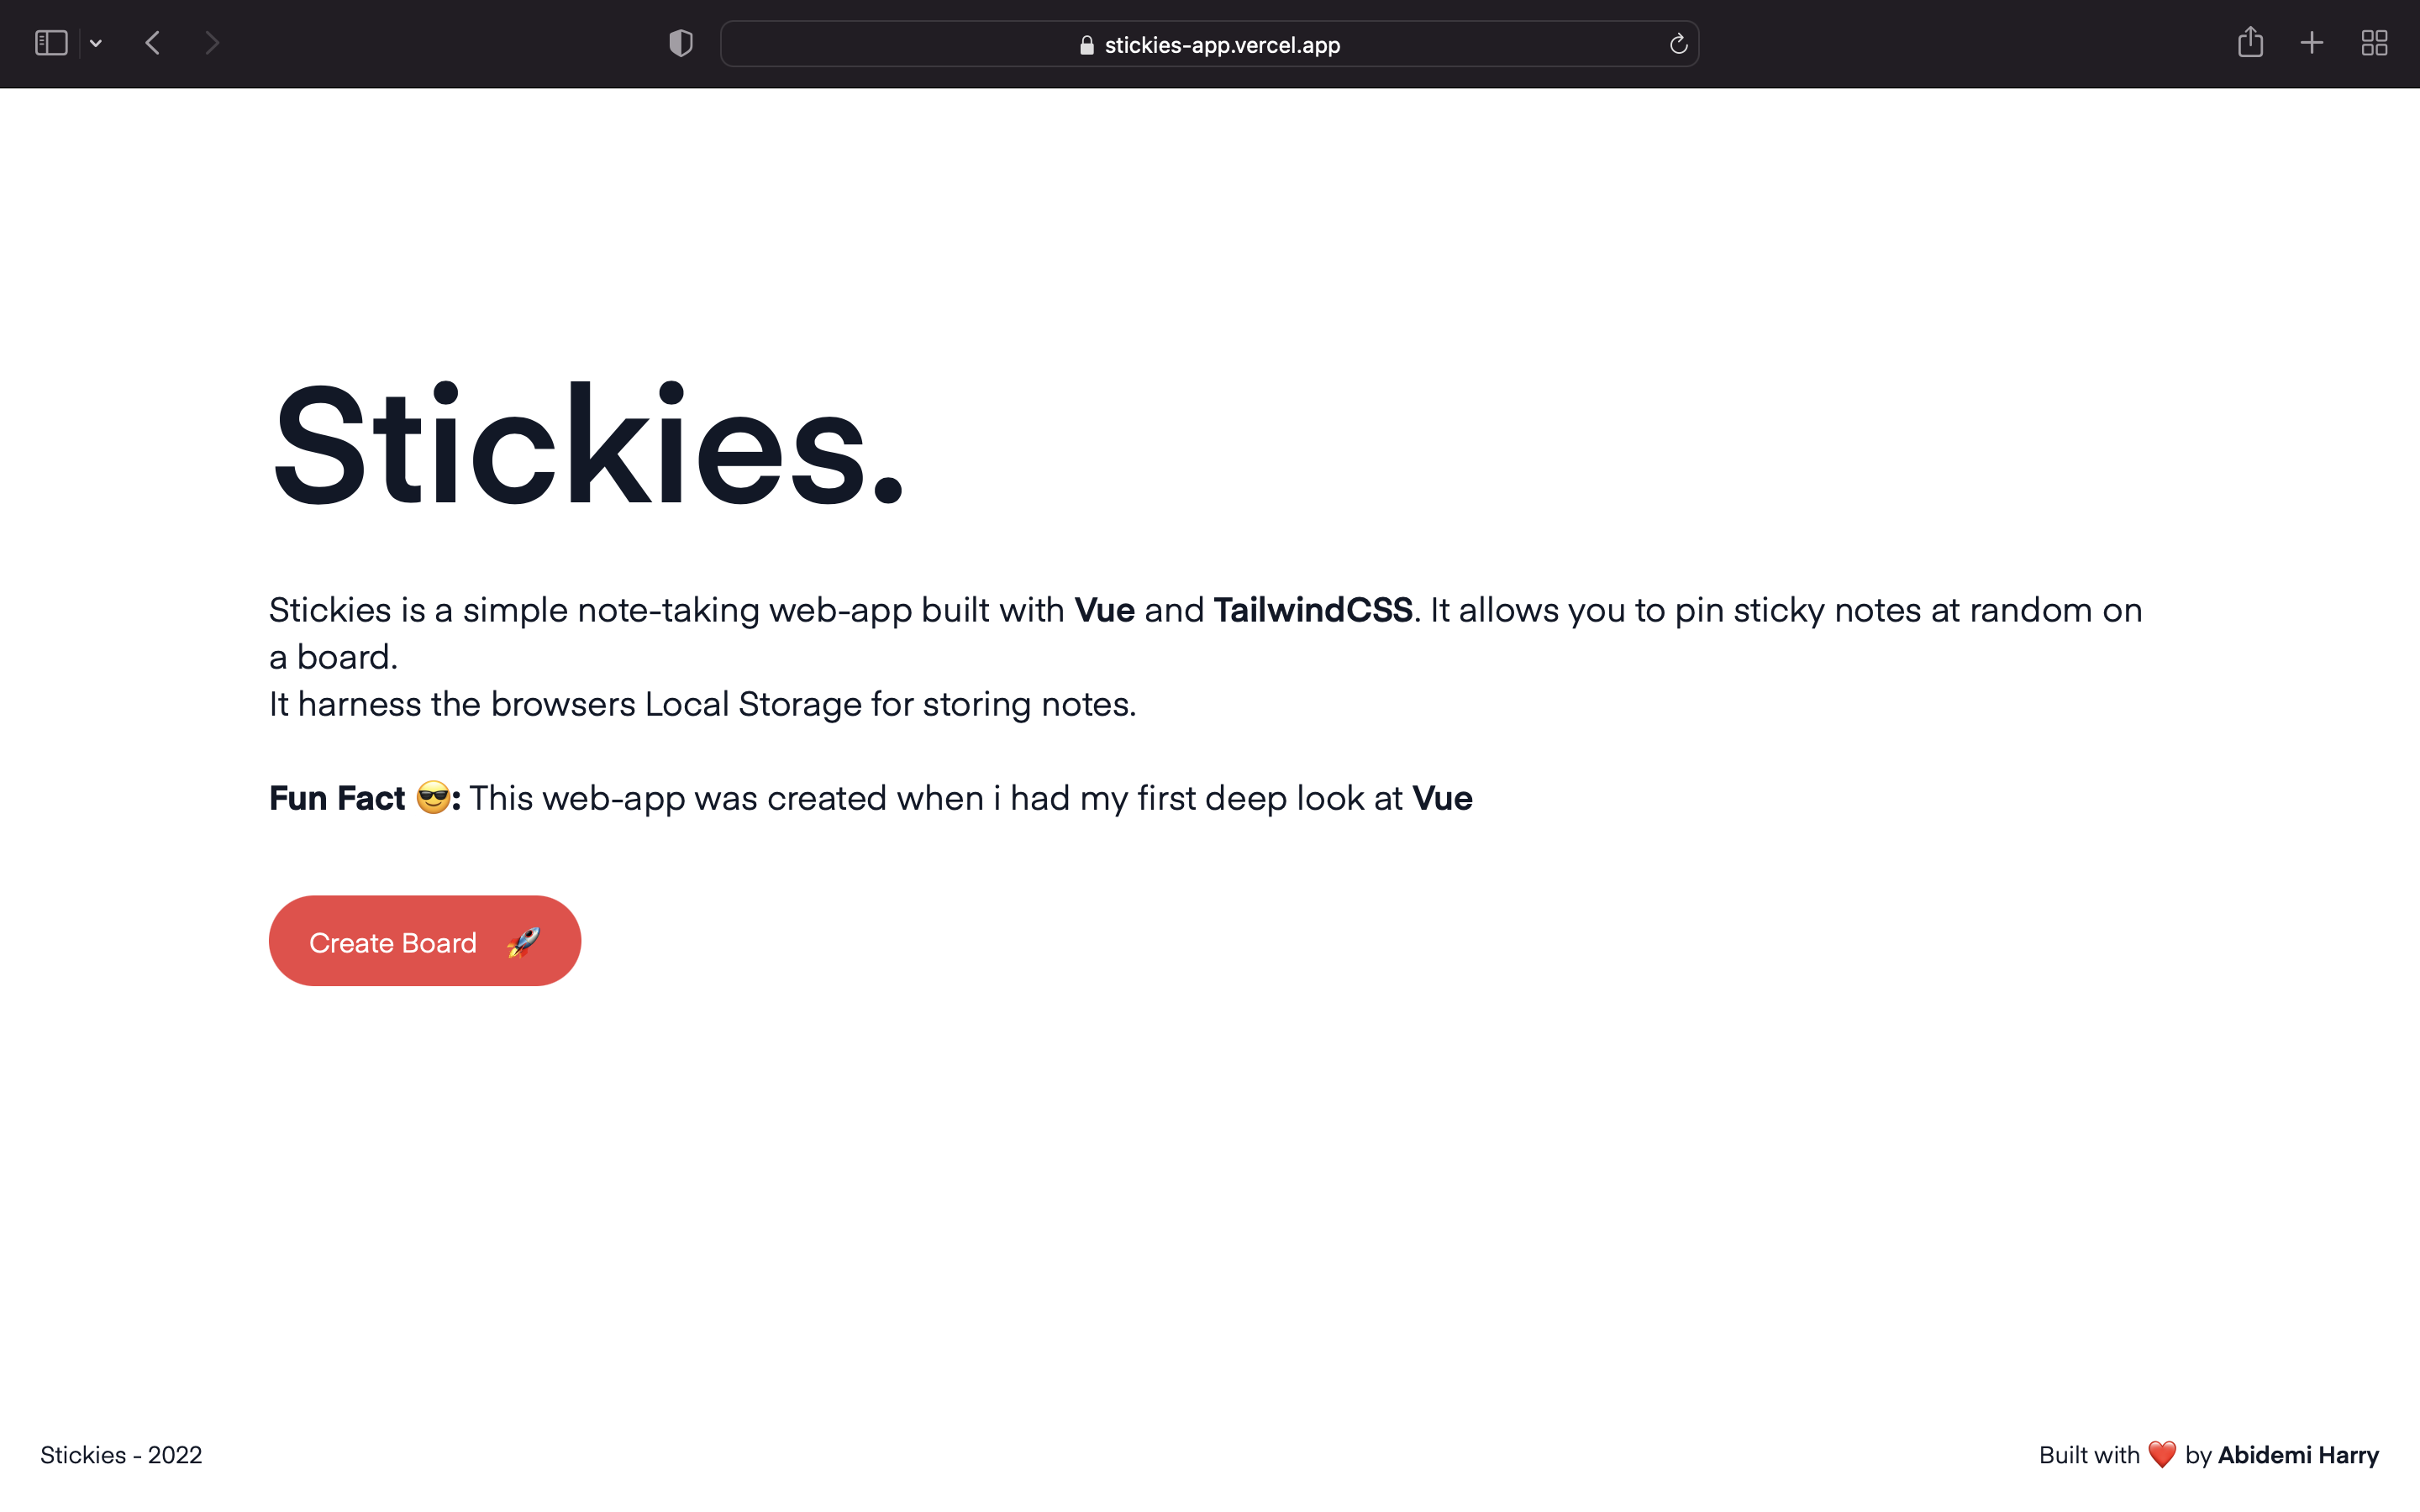 stickies-app.vercel.app
Stickies.
Stickies is a simple note-taking web-app built with Vue and TailwindCSS. It allows you to pin sticky notes at random on
a board.
It harness the browsers Local Storage for storing notes.
Fun Fact 😎: This web-app was created when i had my first deep look at Vue
Create Board 🚀
Stickies - 2022
Built with ❤️ by Abidemi Harry